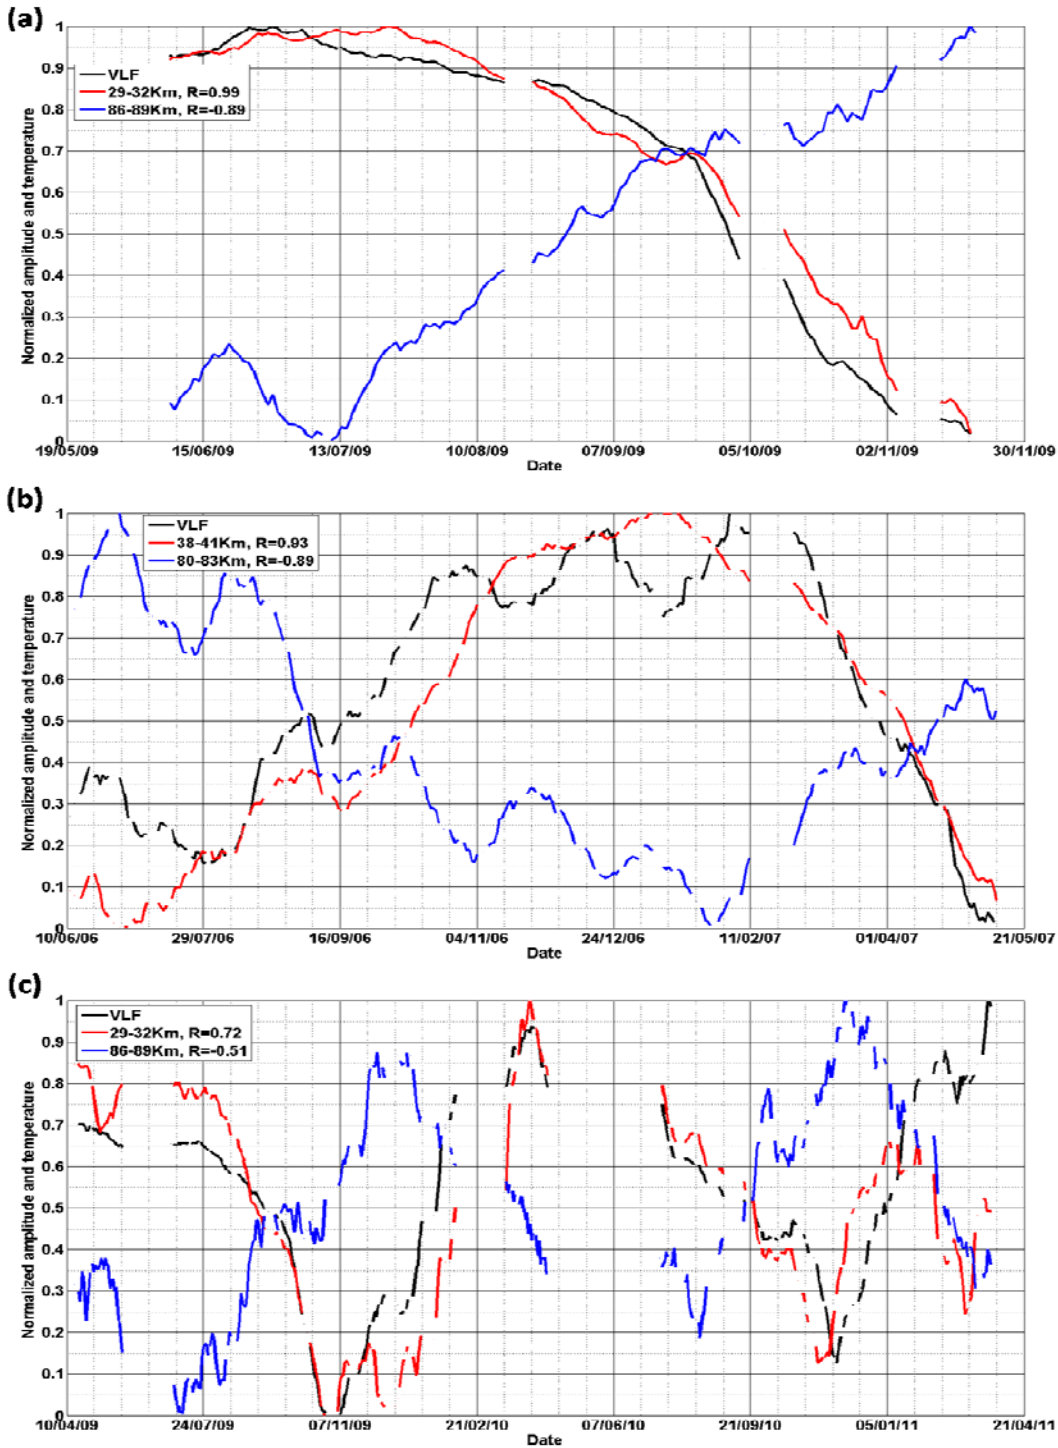 (a)
1
0.9
0.8
0.7
0.6
0.5
0.4
0.3
0.2
0.1
0
Normalized amplitude and temperature
VLF
29-32Km, R=0.99
86-89Km, R=-0.89
19/05/09 15/06/09 13/07/09 10/08/09 07/09/09 05/10/09 02/11/09 30/11/09
Date
(b)
1
0.9
0.8
0.7
0.6
0.5
0.4
0.3
0.2
0.1
0
Normalized amplitude and temperature
VLF
38-41Km, R=0.93
80-83Km, R=-0.89
10/06/06 29/07/06 16/09/06 04/11/06 24/12/06 11/02/07 01/04/07 21/05/07
Date
(c)
1
0.9
0.8
0.7
0.6
0.5
0.4
0.3
0.2
0.1
0
Normalized amplitude and temperature
VLF
29-32Km, R=0.72
86-89Km, R=-0.51
10/04/09 24/07/09 07/11/09 21/02/10 07/06/10 21/09/10 05/01/11 21/04/11
Date